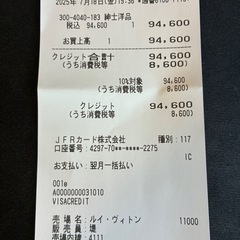 2025年 7月18日(金)19:36
300-4040-183 紳士洋品
税込 94,600 1 94,600
お買上高 1 94,600
クレジット合計 94,600
(うち消費税等 8,600)
10%対象 94,600
(うち消費税等 8,600)
クレジット 94,600
(うち消費税等 8,600)
JFRカード株式会社 種別:117
口座番号:4297-70**-****-2275
IC
お支払い:翌月一括払い
001e
A0000000031010
VISACREDIT
売 場 名:ルイ・ヴィトン 11000
販 売 員:堤
売場内線:4111